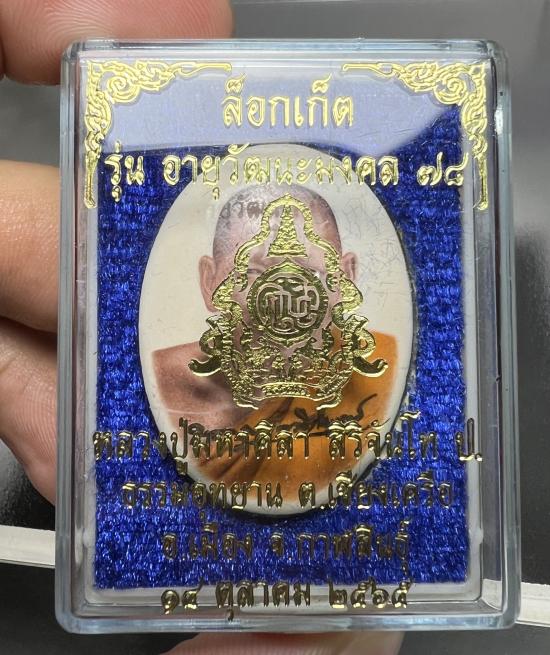 ล็อกเก็ต
รุ่น อายุวัฒนะมงคล ๗๘
หลวงปู่มหาศิลา สิริจันโท ป.
ธรรมอุทยาน ต.เชียงเครือ
อ.เมือง จ.กาฬสินธุ์
๑๔ ตุลาคม ๒๕๖๕